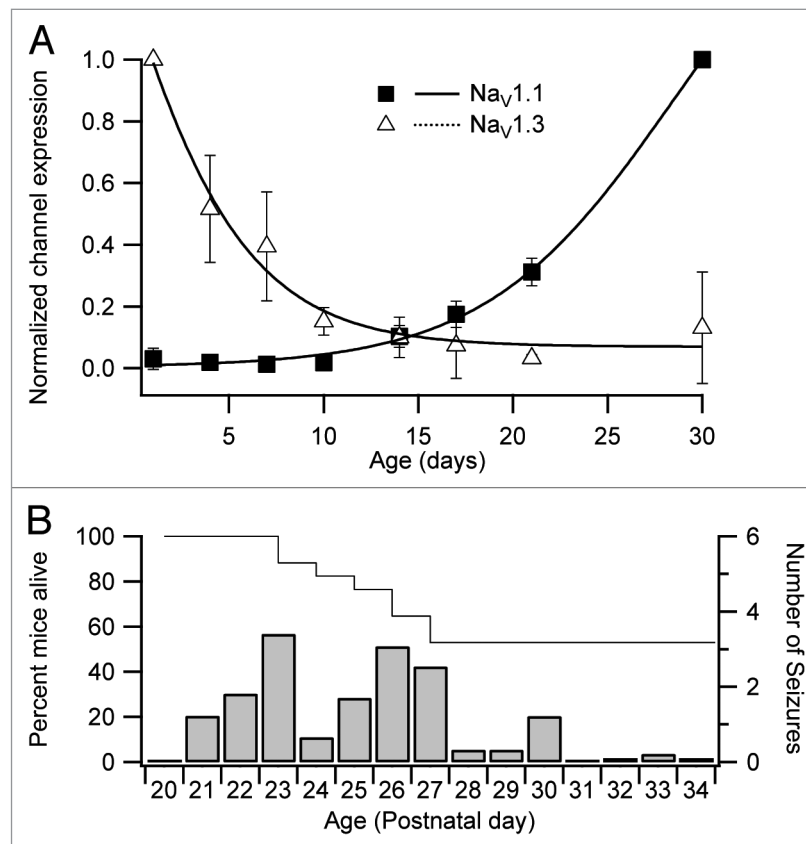 A
1.0
0.8
0.6
0.4
0.2
0.0
Normalized channel expression
NaV1.1
NaV1.3
5 10 15 20 25 30
Age (days)
B
100
80
60
40
20
0
Percent mice alive
6
4
2
0
Number of Seizures
20 21 22 23 24 25 26 27 28 29 30 31 32 33 34
Age (Postnatal day)